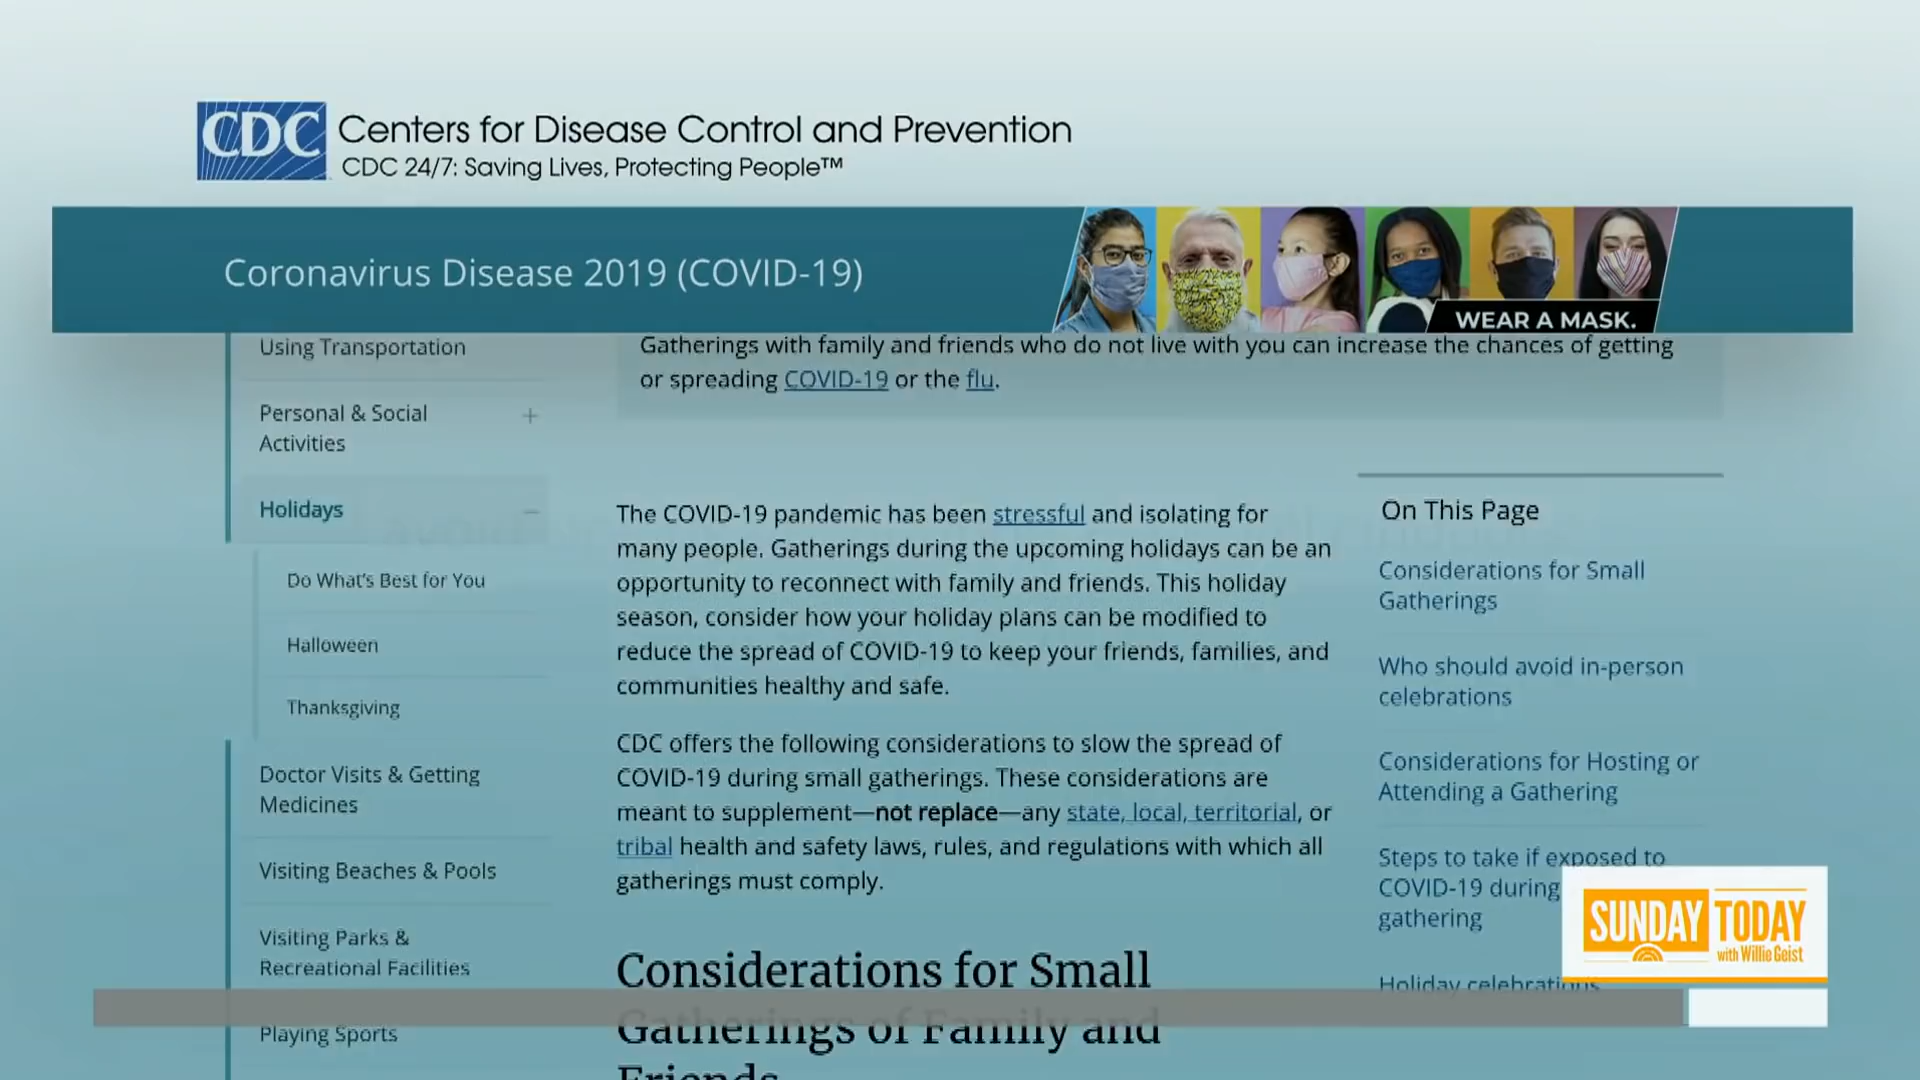 CDC Centers for Disease Control and Prevention
CDC 24/7: Saving Lives, Protecting People™
Coronavirus Disease 2019 (COVID-19)
WEAR A MASK.
Using Transportation
Personal & Social +
Activities
Holidays –
Do What's Best for You
Halloween
Thanksgiving
Doctor Visits & Getting
Medicines
Visiting Beaches & Pools
Visiting Parks &
Recreational Facilities
Playing Sports
Gatherings with family and friends who do not live with you can increase the chances of getting
or spreading COVID-19 or the flu.
The COVID-19 pandemic has been stressful and isolating for
many people. Gatherings during the upcoming holidays can be an
opportunity to reconnect with family and friends. This holiday
season, consider how your holiday plans can be modified to
reduce the spread of COVID-19 to keep your friends, families, and
communities healthy and safe.
CDC offers the following considerations to slow the spread of
COVID-19 during small gatherings. These considerations are
meant to supplement—not replace—any state, local, territorial, or
tribal health and safety laws, rules, and regulations with which all
gatherings must comply.
Considerations for Small
Gatherings of Family and
Friends
On This Page
Considerations for Small
Gatherings
Who should avoid in-person
celebrations
Considerations for Hosting or
Attending a Gathering
Steps to take if exposed to
COVID-19 during
gathering
Holiday celebrations
SUNDAY TODAY
with Willie Geist